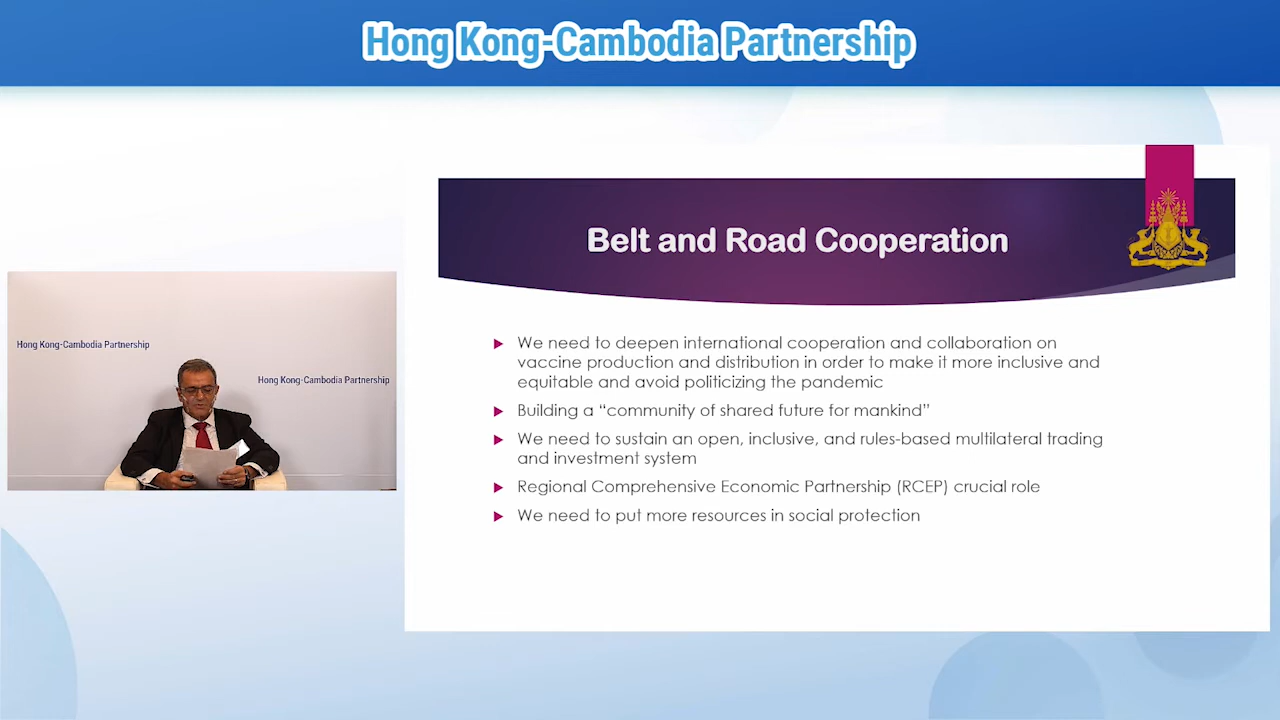 Hong Kong-Cambodia Partnership
Hong Kong-Cambodia Partnership
Hong Kong-Cambodia Partnership
Belt and Road Cooperation
We need to deepen international cooperation and collaboration on
vaccine production and distribution in order to make it more inclusive and
equitable and avoid politicizing the pandemic
Building a “community of shared future for mankind”
We need to sustain an open, inclusive, and rules-based multilateral trading
and investment system
Regional Comprehensive Economic Partnership (RCEP) crucial role
We need to put more resources in social protection